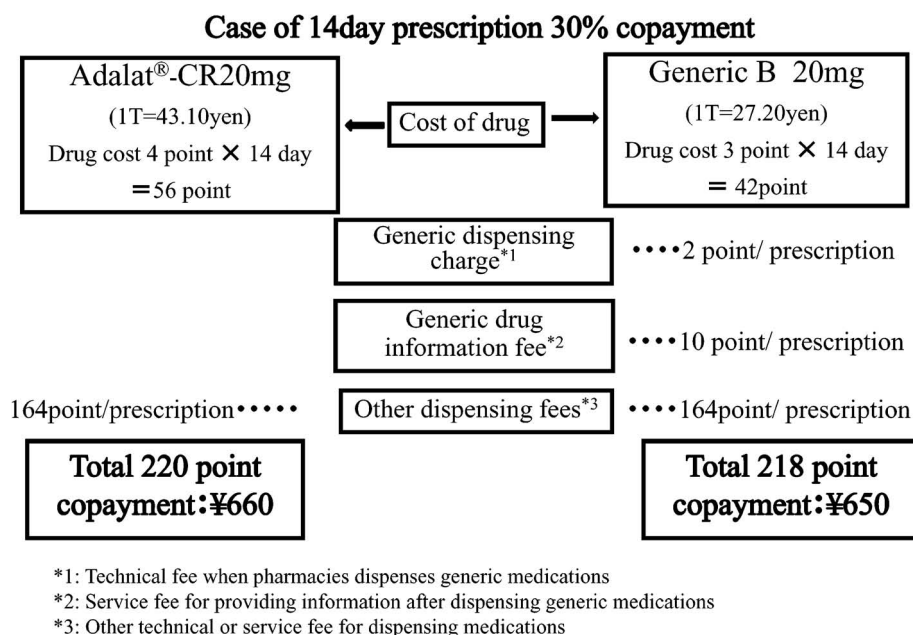 Case of 14day prescription 30% copayment
Adalat®-CR20mg
(1T=43.10yen)
Drug cost 4 point × 14 day
=56 point
Cost of drug
Generic B 20mg
(1T=27.20yen)
Drug cost 3 point × 14 day
= 42point
Generic dispensing
charge*1
••••2 point/ prescription
Generic drug
information fee*2
••••10 point/ prescription
164point/prescription •••••
Other dispensing fees*3
••••164point/ prescription
Total 220 point
copayment:¥660
Total 218 point
copayment:¥650
*1: Technical fee when pharmacies dispenses generic medications
*2: Service fee for providing information after dispensing generic medications
*3: Other technical or service fee for dispensing medications